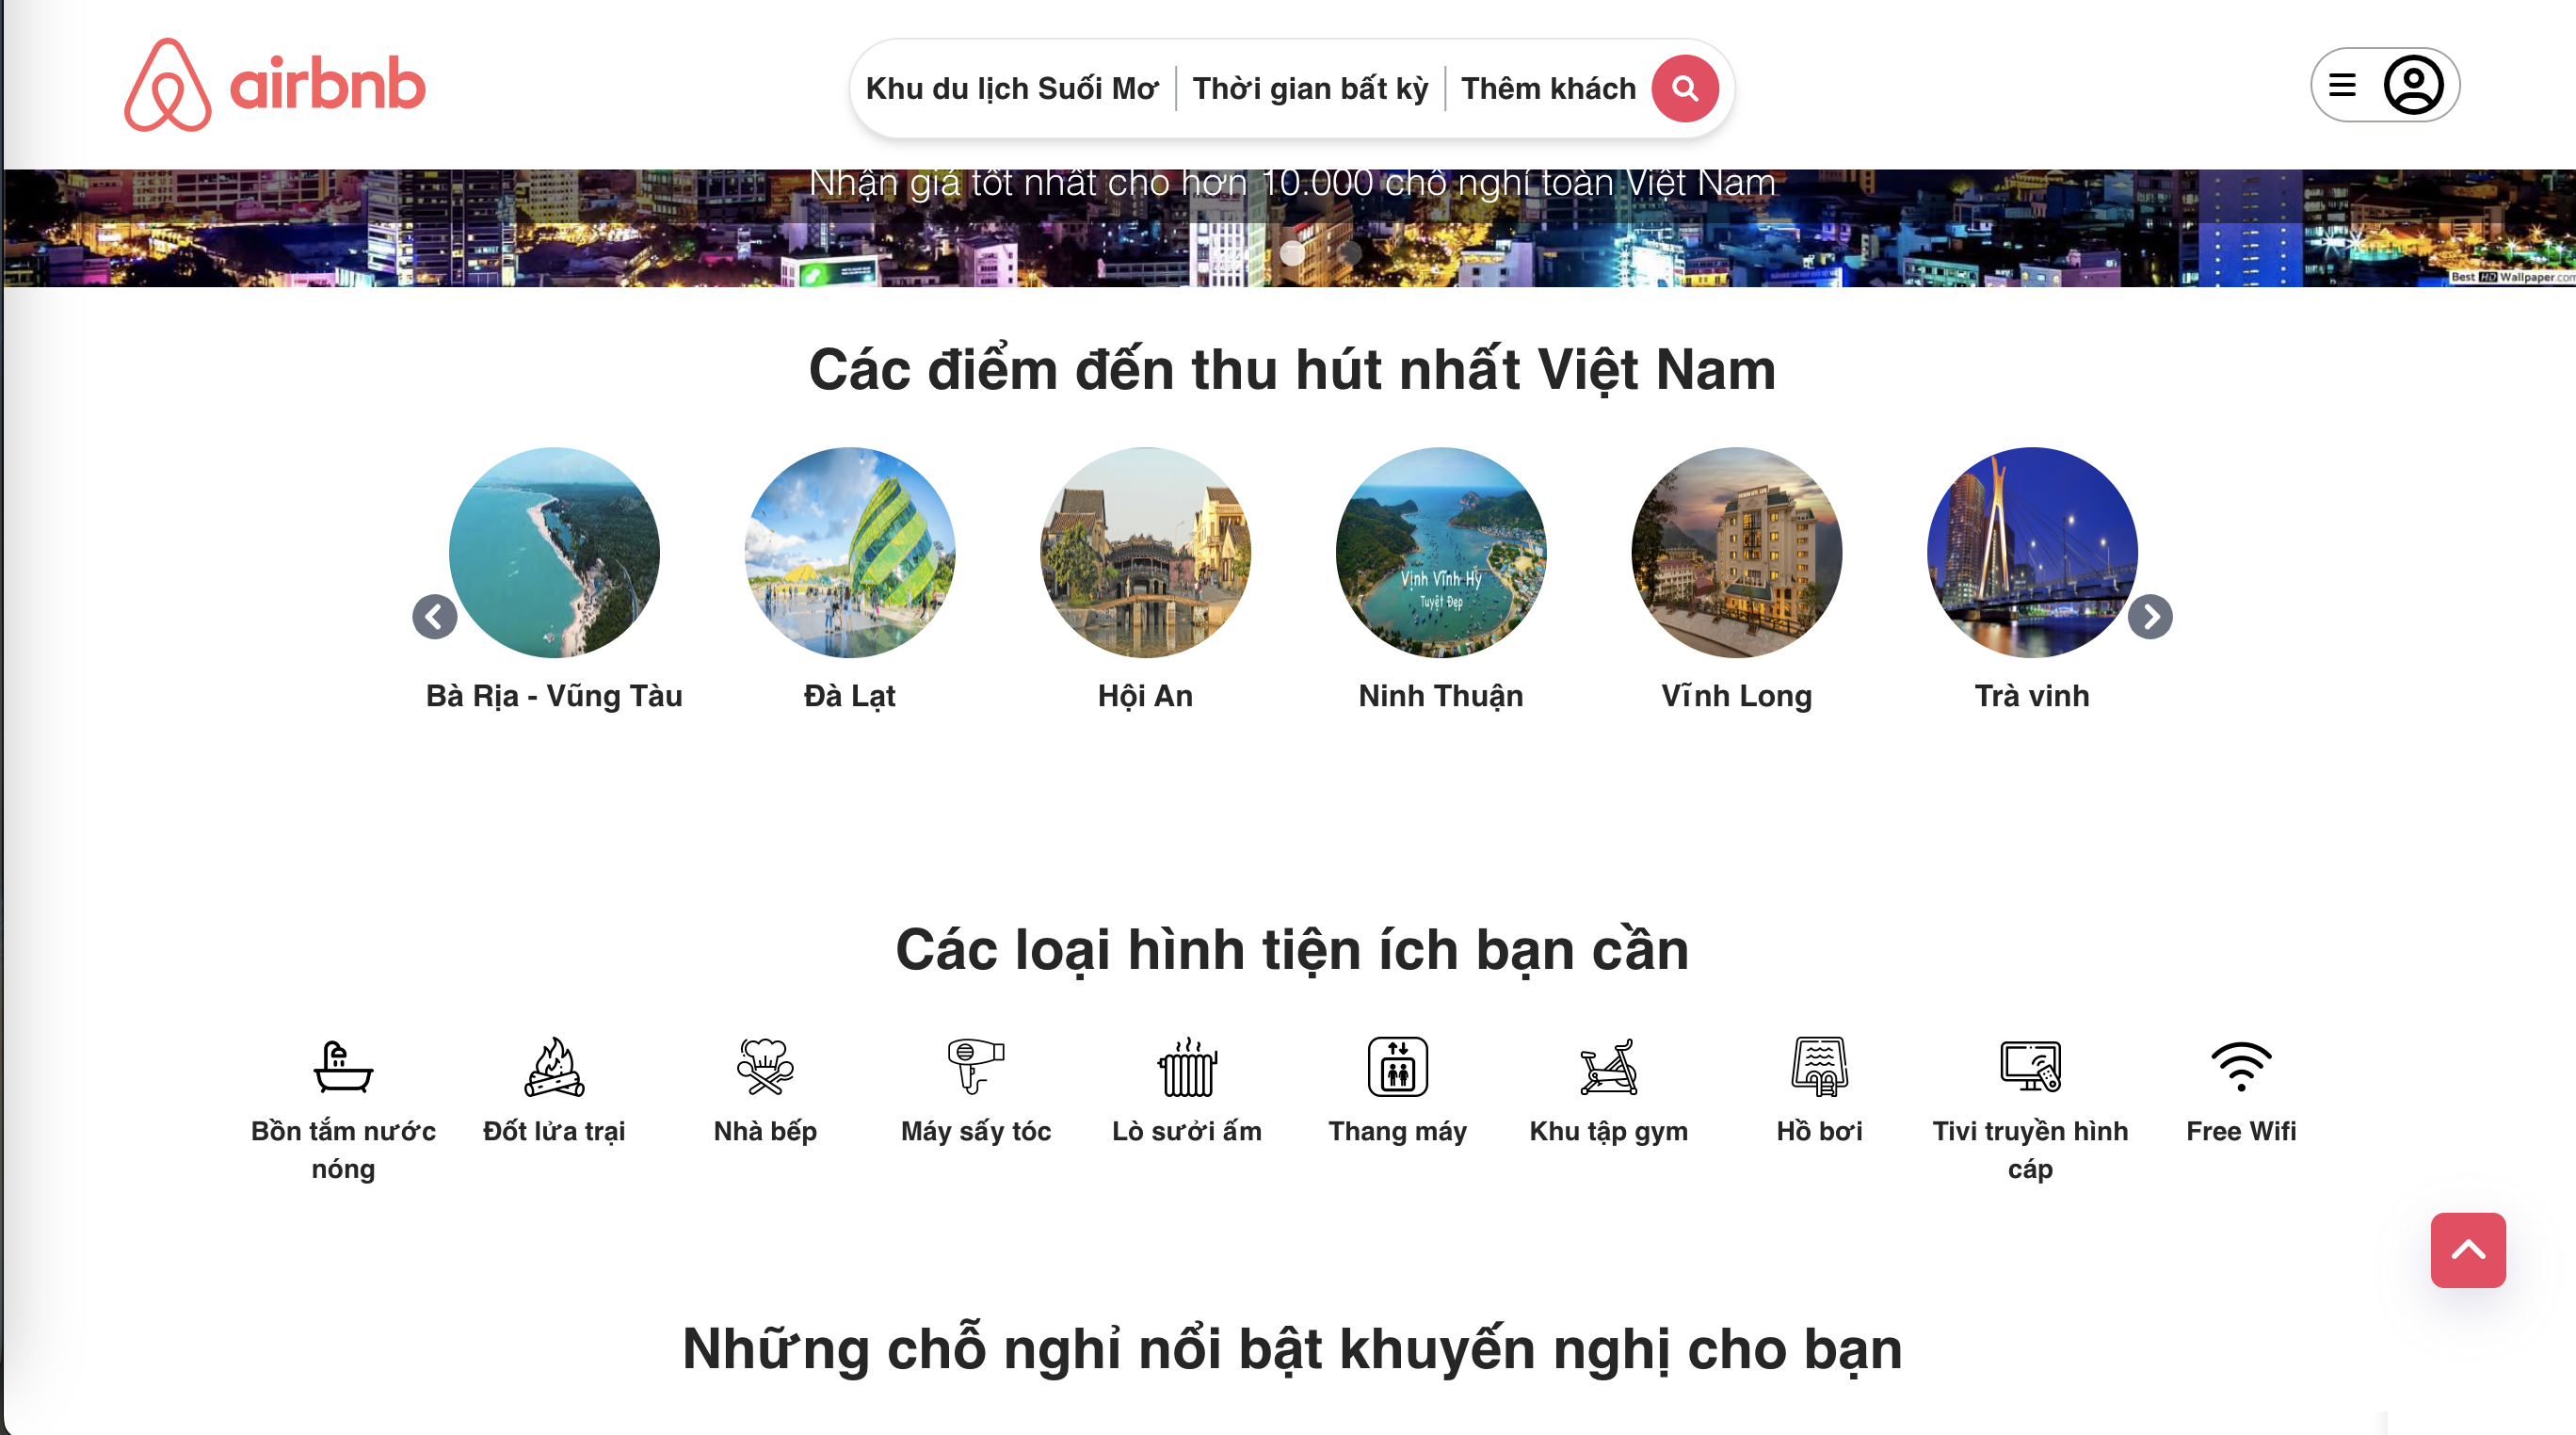 airbnb
Khu du lịch Suối Mơ
Thời gian bất kỳ
Thêm khách
Nhận giá tốt nhất cho hơn 10.000 chỗ nghỉ toàn Việt Nam
Best HD Wallpaper.com
Các điểm đến thu hút nhất Việt Nam
Vịnh Vĩnh Hy
Tuyệt Đẹp
Bà Rịa - Vũng Tàu
Đà Lạt
Hội An
Ninh Thuận
Vĩnh Long
Trà vinh
Các loại hình tiện ích bạn cần
Bồn tắm nước
nóng
Đốt lửa trại
Nhà bếp
Máy sấy tóc
Lò sưởi ấm
Thang máy
Khu tập gym
Hồ bơi
Tivi truyền hình
cáp
Free Wifi
Những chỗ nghỉ nổi bật khuyến nghị cho bạn